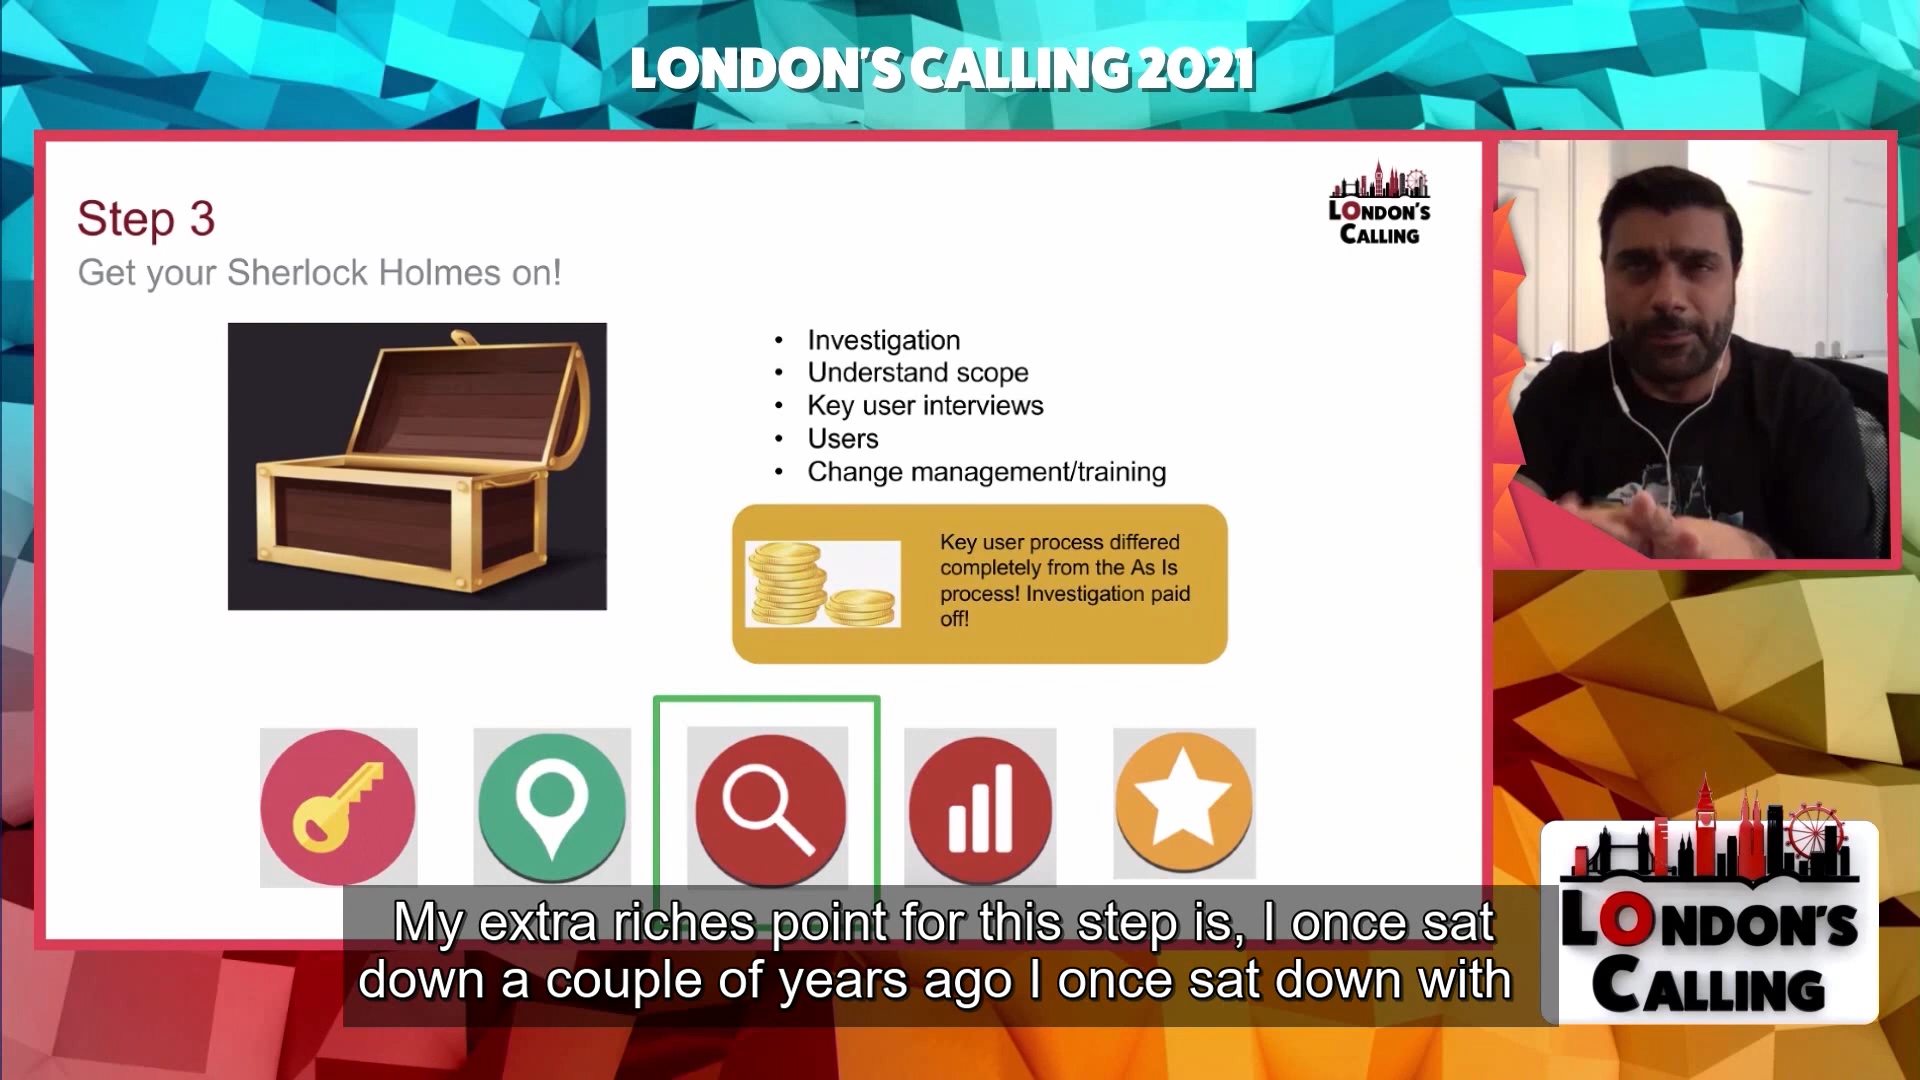 LONDON'S CALLING 2021
Step 3
Get your Sherlock Holmes on!
LONDON'S
CALLING
• Investigation
• Understand scope
• Key user interviews
• Users
• Change management/training
Key user process differed
completely from the As Is
process! Investigation paid
off!
My extra riches point for this step is, I once sat
down a couple of years ago I once sat down with
LONDON'S
CALLING